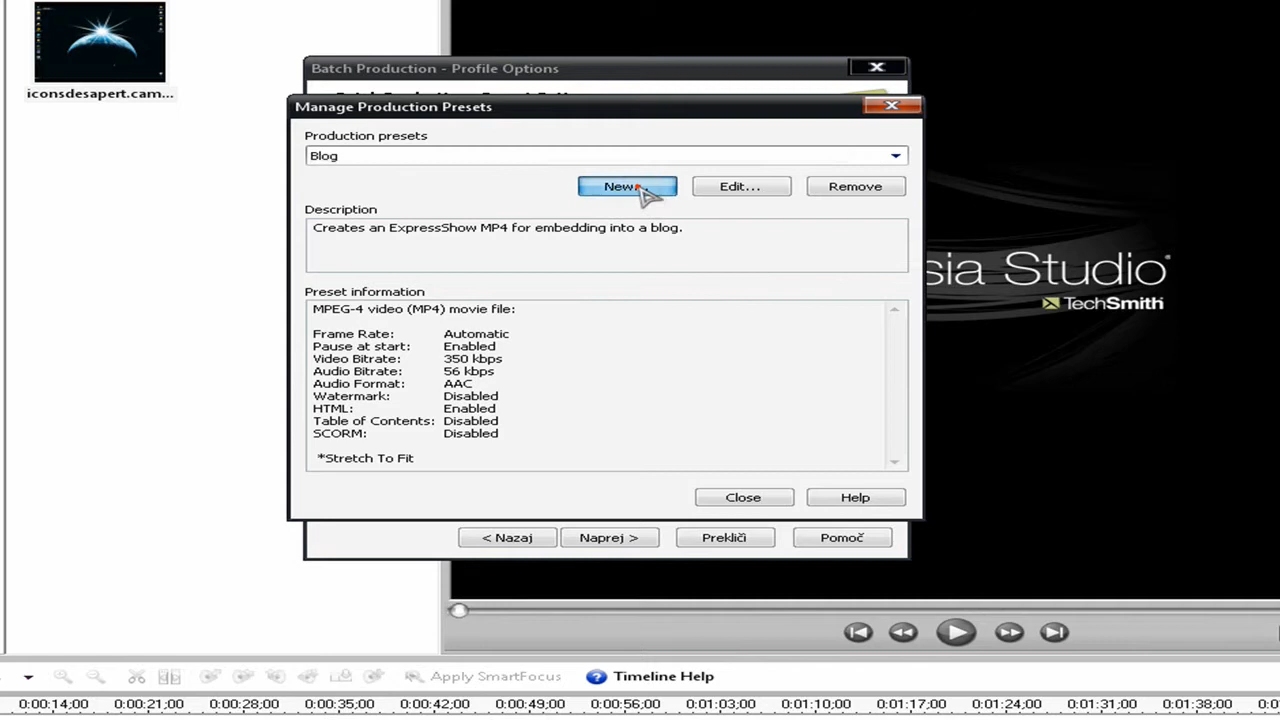 iconsdesapert.cam...
Batch Production - Profile Options
Manage Production Presets
Production presets
Blog
New...
Edit...
Remove
Description
Creates an ExpressShow MP4 for embedding into a blog.
Preset information
MPEG-4 video (MP4) movie file:
Frame Rate: Automatic
Pause at start: Enabled
Video Bitrate: 350 kbps
Audio Bitrate: 56 kbps
Audio Format: AAC
Watermark: Disabled
HTML: Enabled
Table of Contents: Disabled
SCORM: Disabled
*Stretch To Fit
Close
Help
< Nazaj
Naprej >
Prekliči
Pomoč
sia Studio
TechSmith
Apply SmartFocus
Timeline Help
0:00:14;00 0:00:21;00 0:00:28;00 0:00:35;00 0:00:42;00 0:00:49;00 0:00:56;00 0:01:03;00 0:01:10;00 0:01:17;00 0:01:24;00 0:01:31;00 0:01:38;00